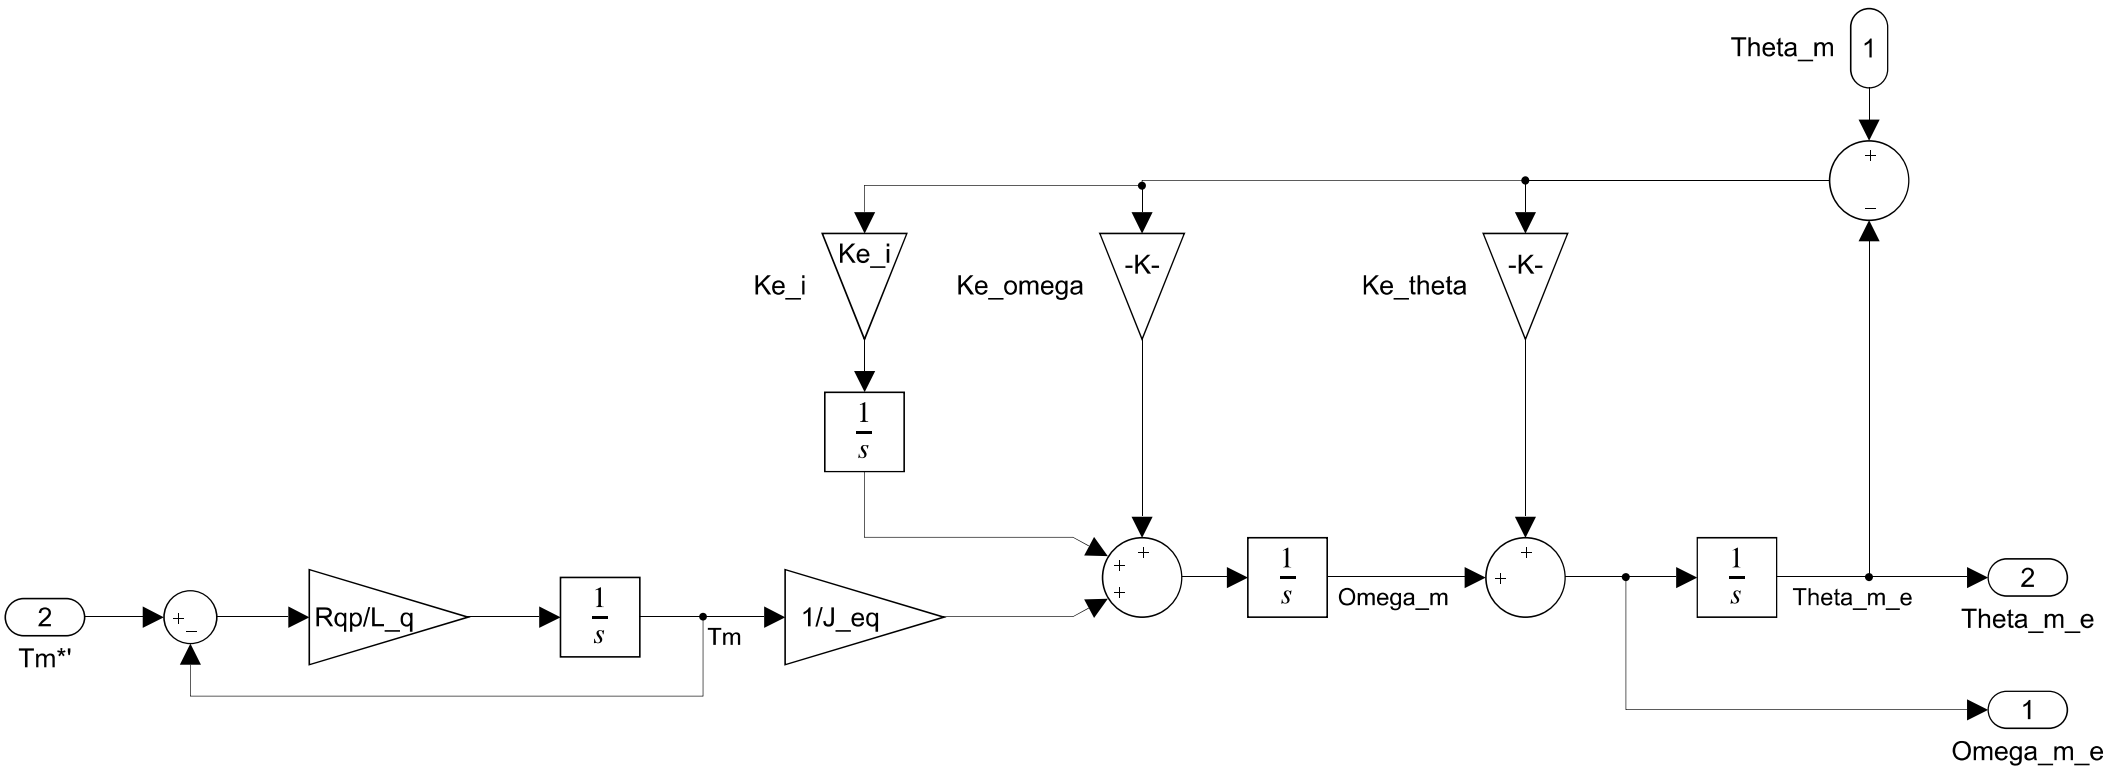 Theta_m
1
+
−
Ke_i
Ke_i
Ke_omega
-K-
Ke_theta
-K-
1
s
2
Tm*'
+
−
Rqp/L_q
1
s
Tm
1/J_eq
+
+
+
1
s
Omega_m
+
+
1
s
Theta_m_e
2
Theta_m_e
1
Omega_m_e